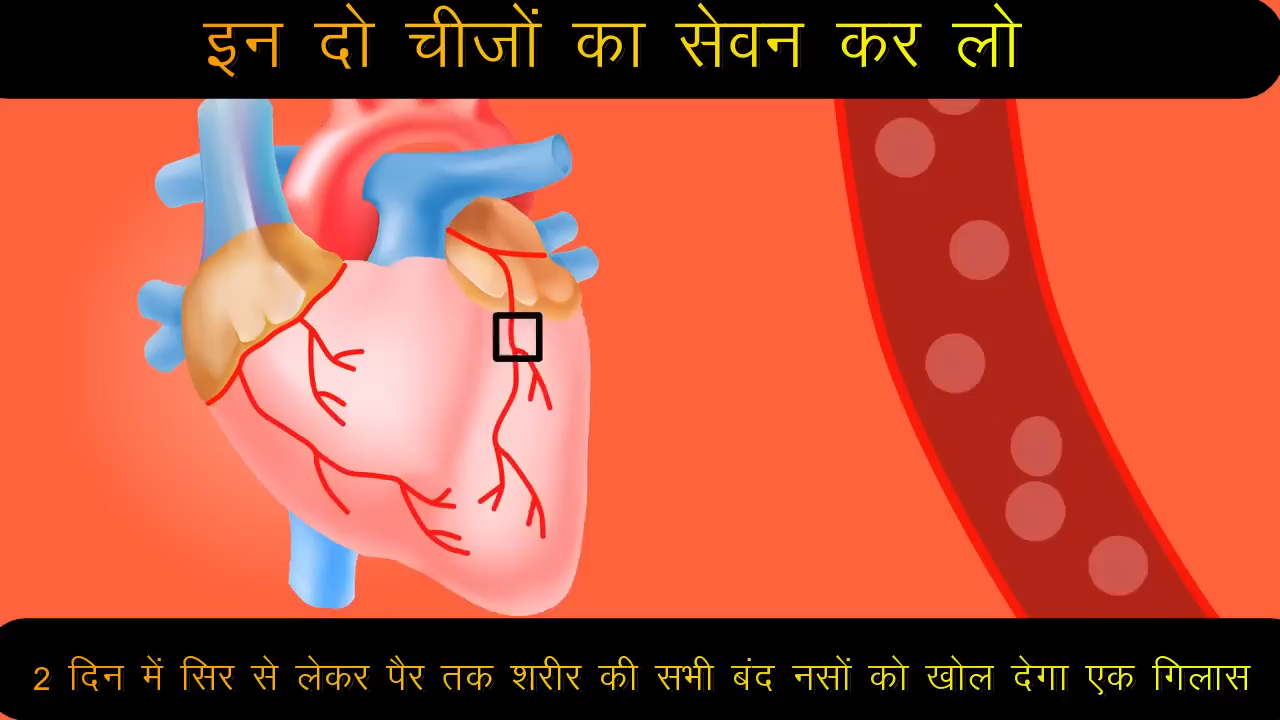 इन दो चीजों का सेवन कर लो
2 दिन में सिर से लेकर पैर तक शरीर की सभी बंद नसों को खोल देगा एक गिलास